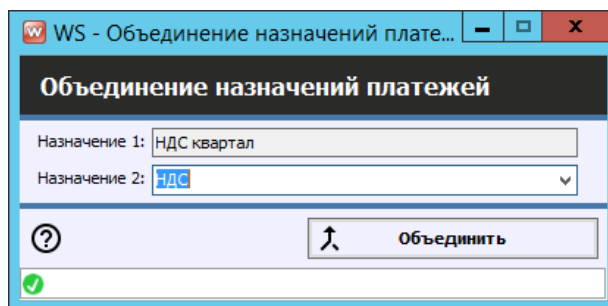 WS - Объединение назначений плате...
Объединение назначений платежей
Назначение 1: НДС квартал
Назначение 2: НДС
Объединить